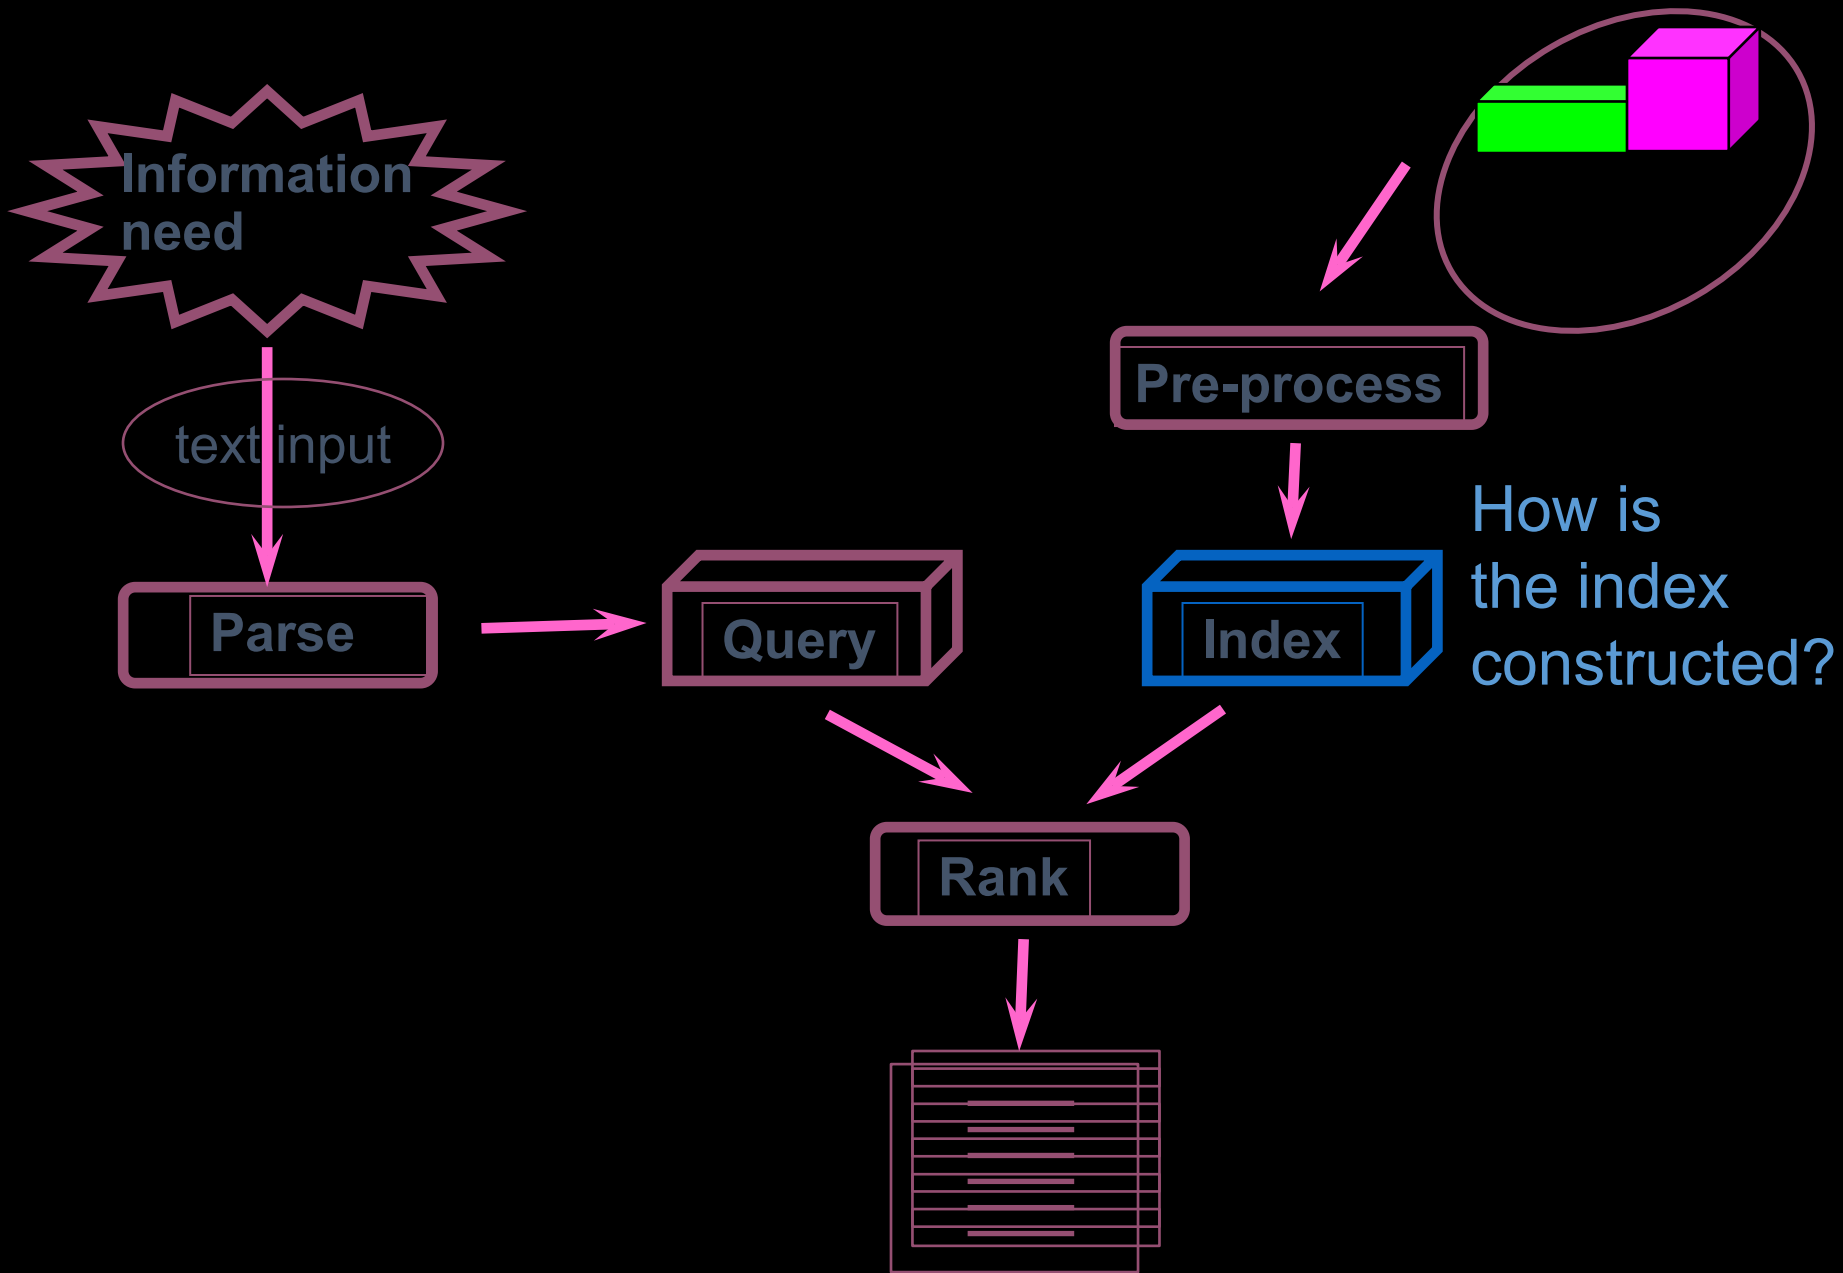 Information
need
text input
Parse
Query
Pre-process
Index
How is
the index
constructed?
Rank